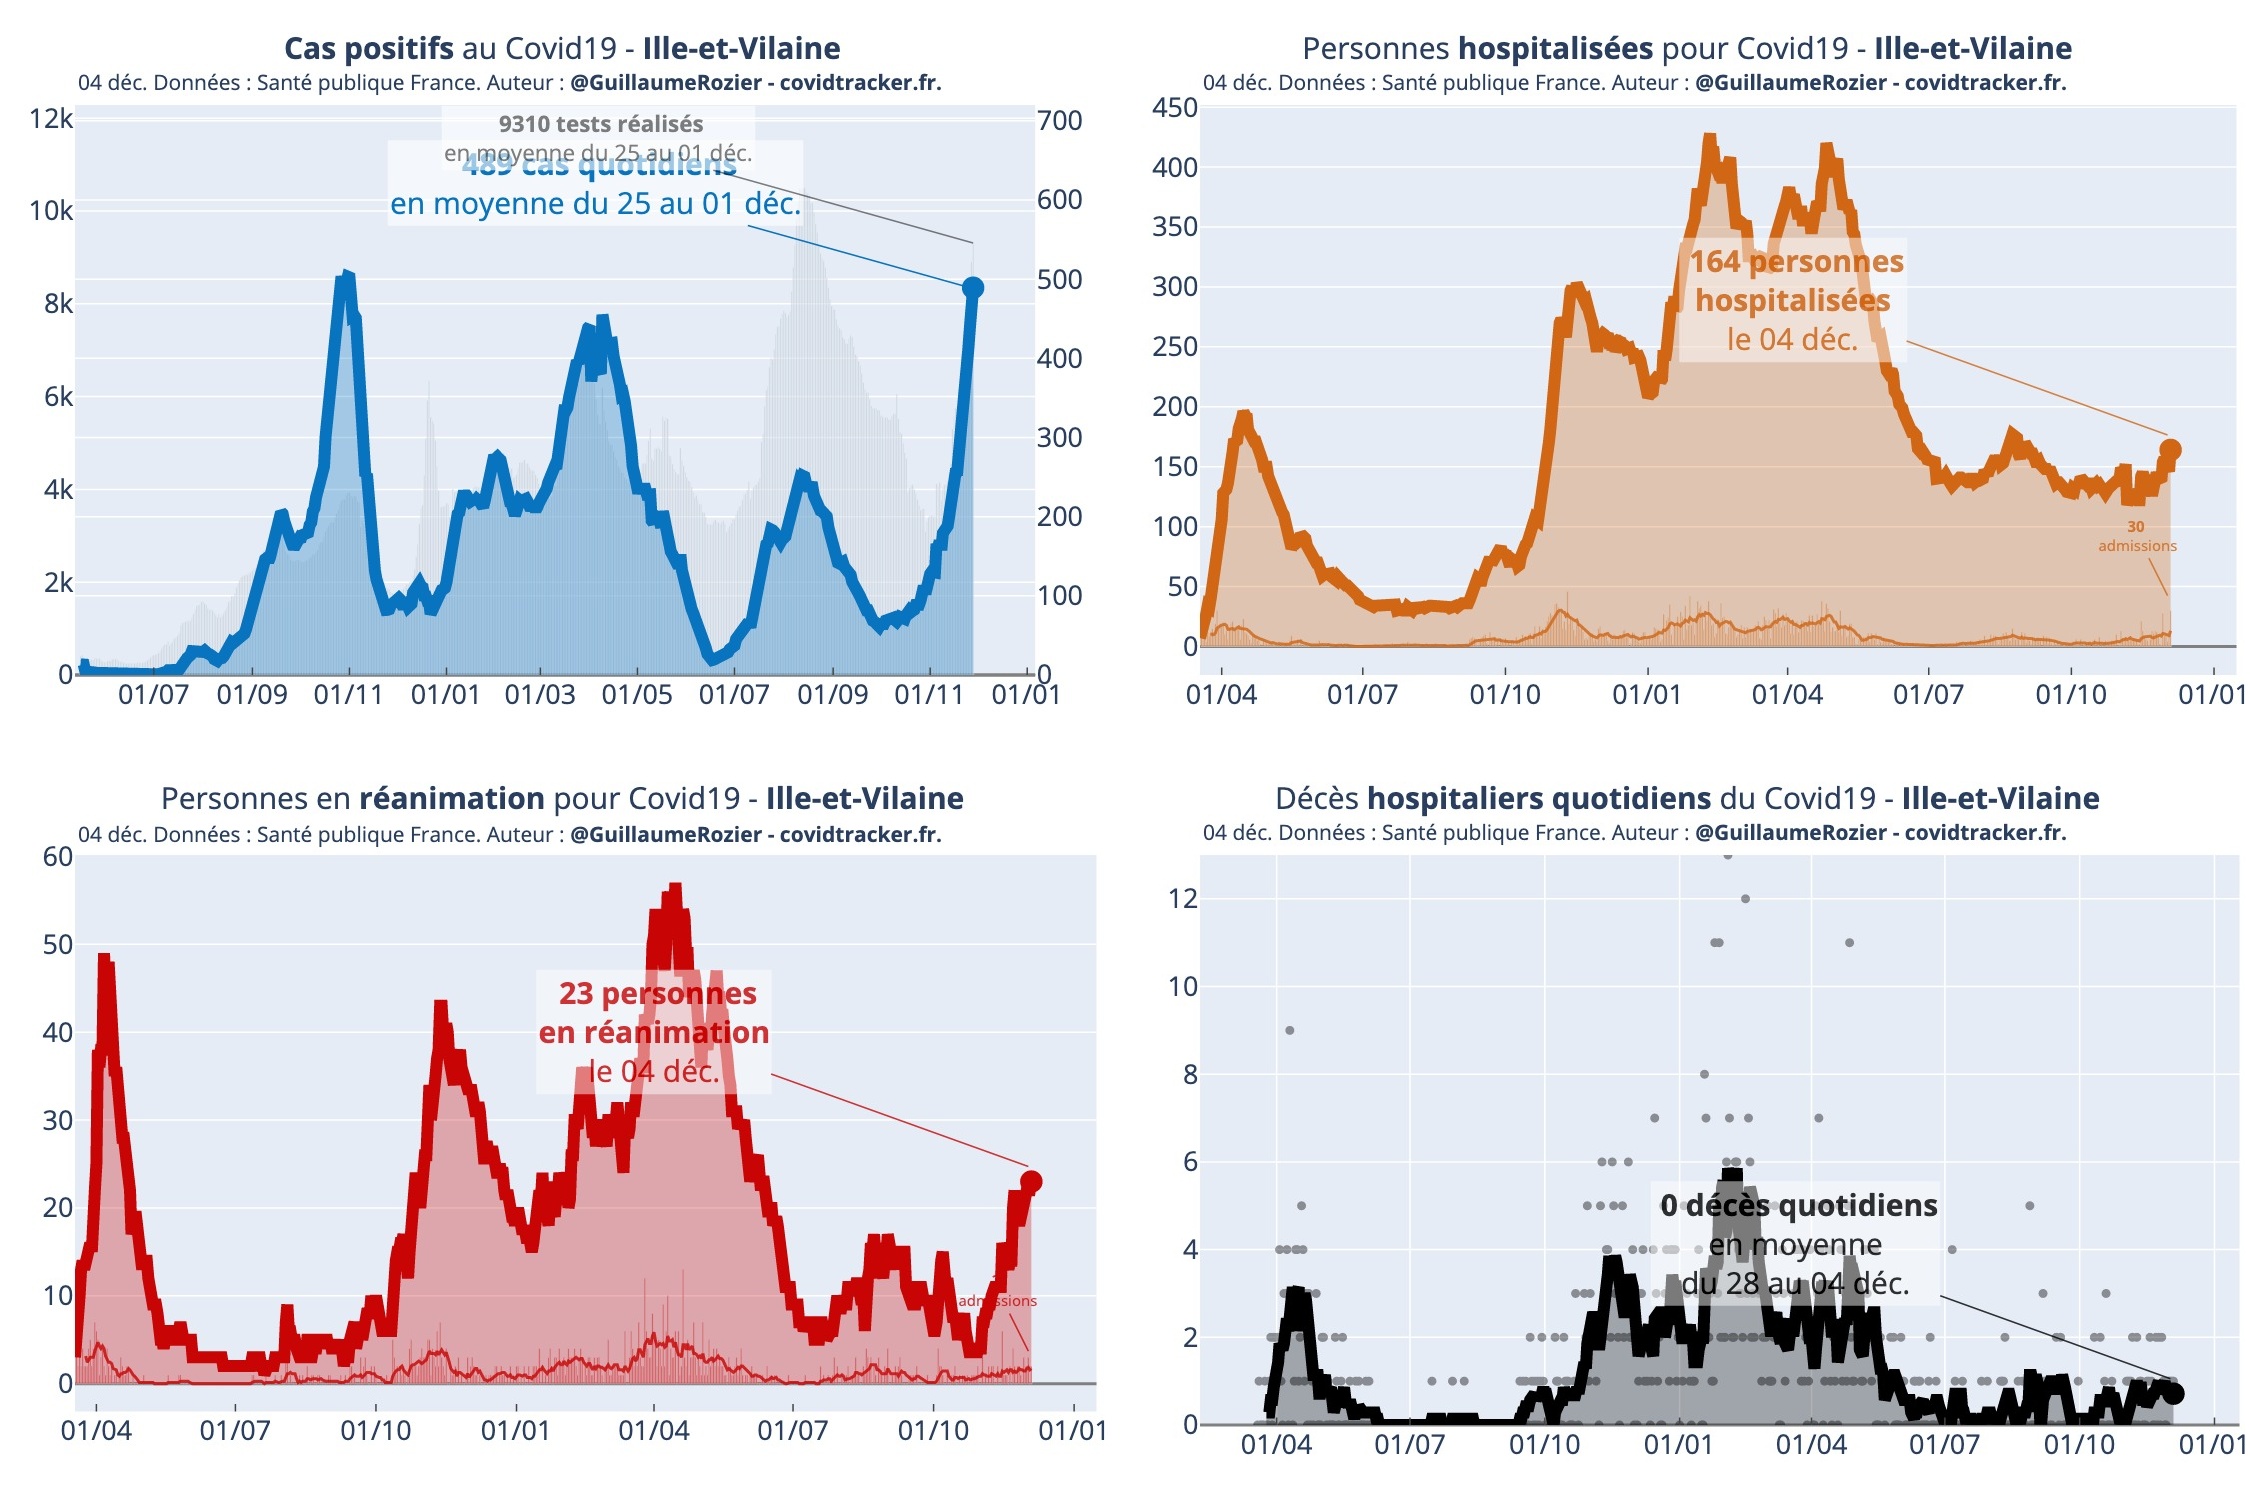 Cas positifs au Covid19 - Ille-et-Vilaine
04 déc. Données : Santé publique France. Auteur : @GuillaumeRozier - covidtracker.fr.
12k
10k
8k
6k
4k
2k
0
700
600
500
400
300
200
100
0
9310 tests réalisés
en moyenne du 25 au 01 déc.
489 cas quotidiens
en moyenne du 25 au 01 déc.
01/07 01/09 01/11 01/01 01/03 01/05 01/07 01/09 01/11 01/01
Personnes hospitalisées pour Covid19 - Ille-et-Vilaine
04 déc. Données : Santé publique France. Auteur : @GuillaumeRozier - covidtracker.fr.
450
400
350
300
250
200
150
100
50
0
164 personnes
hospitalisées
le 04 déc.
30
admissions
01/04 01/07 01/10 01/01 01/04 01/07 01/10 01/01
Personnes en réanimation pour Covid19 - Ille-et-Vilaine
04 déc. Données : Santé publique France. Auteur : @GuillaumeRozier - covidtracker.fr.
60
50
40
30
20
10
0
23 personnes
en réanimation
le 04 déc.
admissions
01/04 01/07 01/10 01/01 01/04 01/07 01/10 01/01
Décès hospitaliers quotidiens du Covid19 - Ille-et-Vilaine
04 déc. Données : Santé publique France. Auteur : @GuillaumeRozier - covidtracker.fr.
12
10
8
6
4
2
0
0 décès quotidiens
en moyenne
du 28 au 04 déc.
01/04 01/07 01/10 01/01 01/04 01/07 01/10 01/01